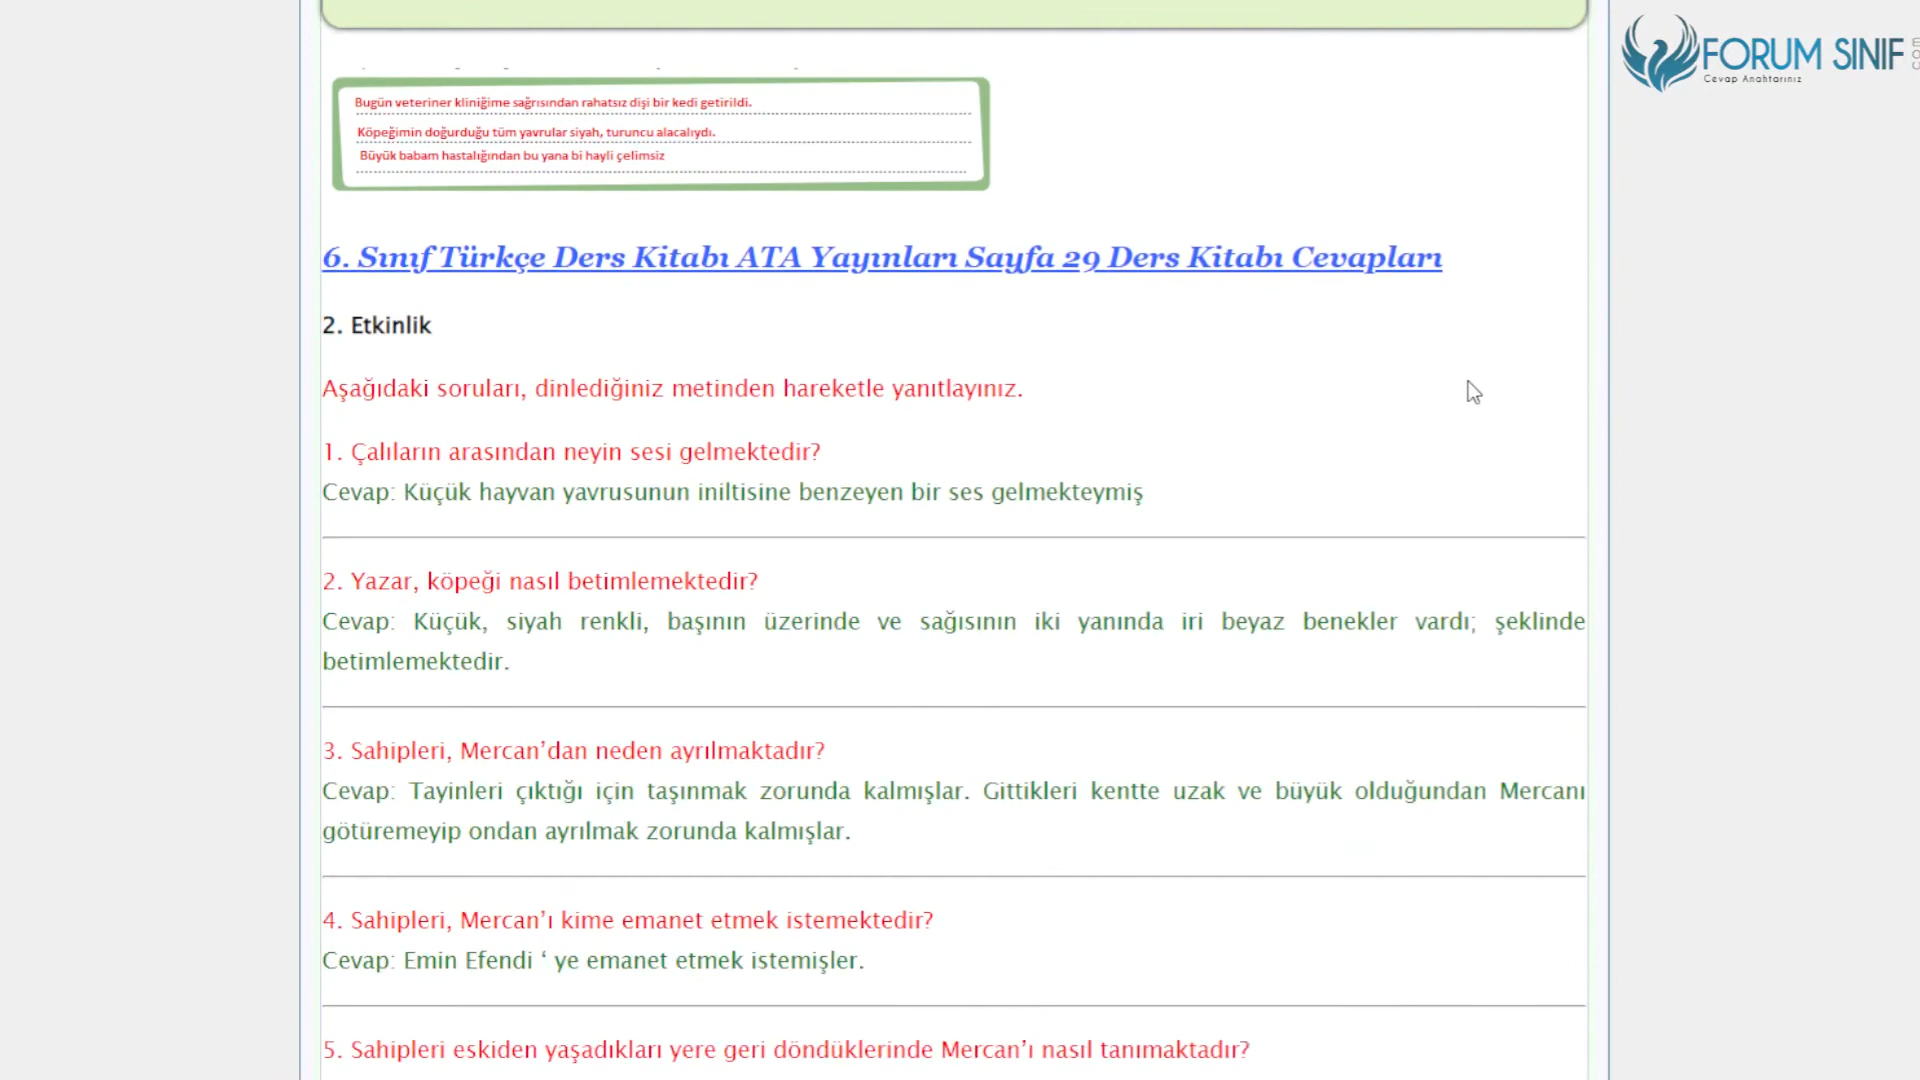 FORUM SINIF
Cevap Anahtarınız
Bugün veteriner kliniğime sağrısından rahatsız dişi bir kedi getirildi.
Köpeğimin doğurduğu tüm yavrular siyah, turuncu alacalıydı.
Büyük babam hastalığından bu yana bi hayli çelimsiz
6. Sınıf Türkçe Ders Kitabı ATA Yayınları Sayfa 29 Ders Kitabı Cevapları
2. Etkinlik
Aşağıdaki soruları, dinlediğiniz metinden hareketle yanıtlayınız.
1. Çalıların arasından neyin sesi gelmektedir?
Cevap: Küçük hayvan yavrusunun iniltisine benzeyen bir ses gelmekteymiş
2. Yazar, köpeği nasıl betimlemektedir?
Cevap: Küçük, siyah renkli, başının üzerinde ve sağısının iki yanında iri beyaz benekler vardı; şeklinde
betimlemektedir.
3. Sahipleri, Mercan’dan neden ayrılmaktadır?
Cevap: Tayinleri çıktığı için taşınmak zorunda kalmışlar. Gittikleri kentte uzak ve büyük olduğundan Mercanı
götüremeyip ondan ayrılmak zorunda kalmışlar.
4. Sahipleri, Mercan’ı kime emanet etmek istemektedir?
Cevap: Emin Efendi ‘ ye emanet etmek istemişler.
5. Sahipleri eskiden yaşadıkları yere geri döndüklerinde Mercan’ı nasıl tanımaktadır?